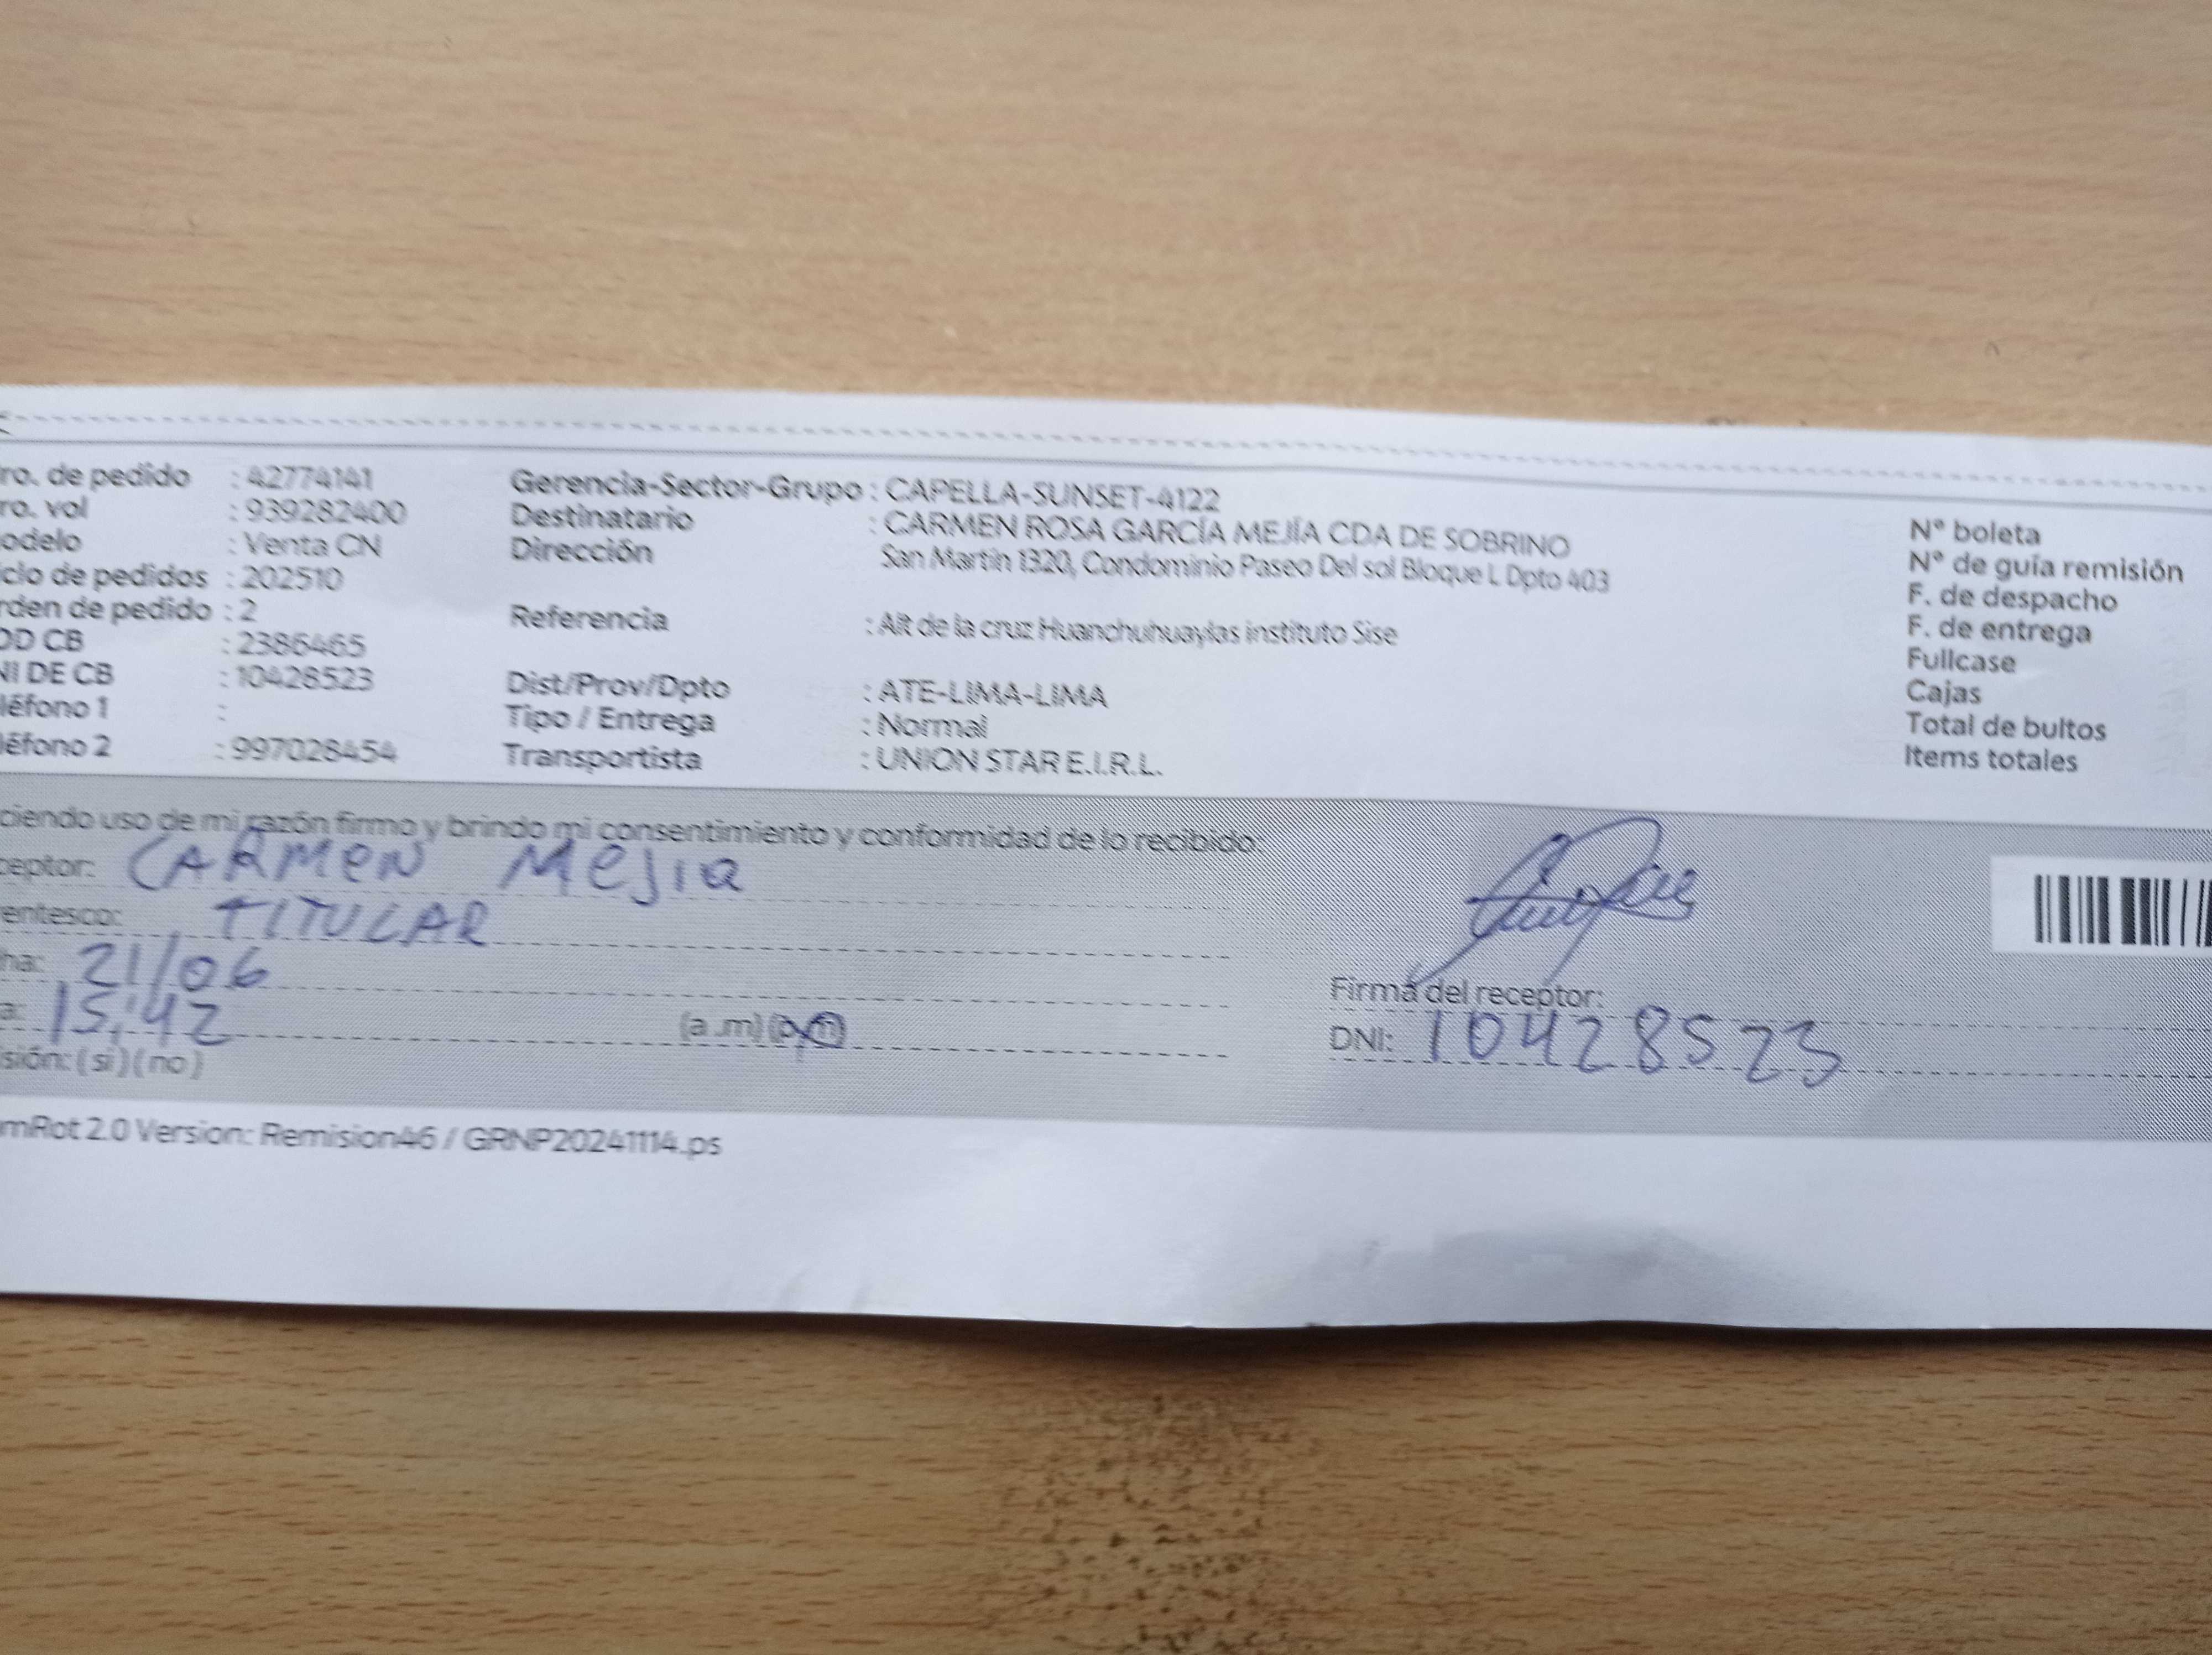 ro. de pedido : 42774141
ro. vol : 939282400
odelo : Venta CN
clo de pedidos : 202510
rden de pedido : 2
OD CB : 2386465
NI DE CB : 10428523
léfono 1 :
léfono 2 : 997028454
Gerencia-Sector-Grupo : CAPELLA-SUNSET-4122
Destinatario : CARMEN ROSA GARCÍA MEJÍA CDA DE SOBRINO
Dirección San Martín 1320, Condominio Paseo Del sol Bloque L Dpto 403
Referencia : Alt de la cruz Huanchuhuaylas instituto Sise
Dist/Prov/Dpto : ATE-LIMA-LIMA
Tipo / Entrega : Normal
Transportista : UNION STAR E.I.R.L.
N° boleta
N° de guía remisión
F. de despacho
F. de entrega
Fullcase
Cajas
Total de bultos
Items totales
ciendo uso de mi razón firmo y brindo mi consentimiento y conformidad de lo recibido:
ceptor: CARMEN MeJia
entesco: TITULAR
ha: 21/06
a: 15:42 (a .m) (p.m)
isión: ( sí ) ( no )
Firma del receptor:
DNI: 10428523
mRot 2.0 Version: Remision46 / GRNP20241114.ps